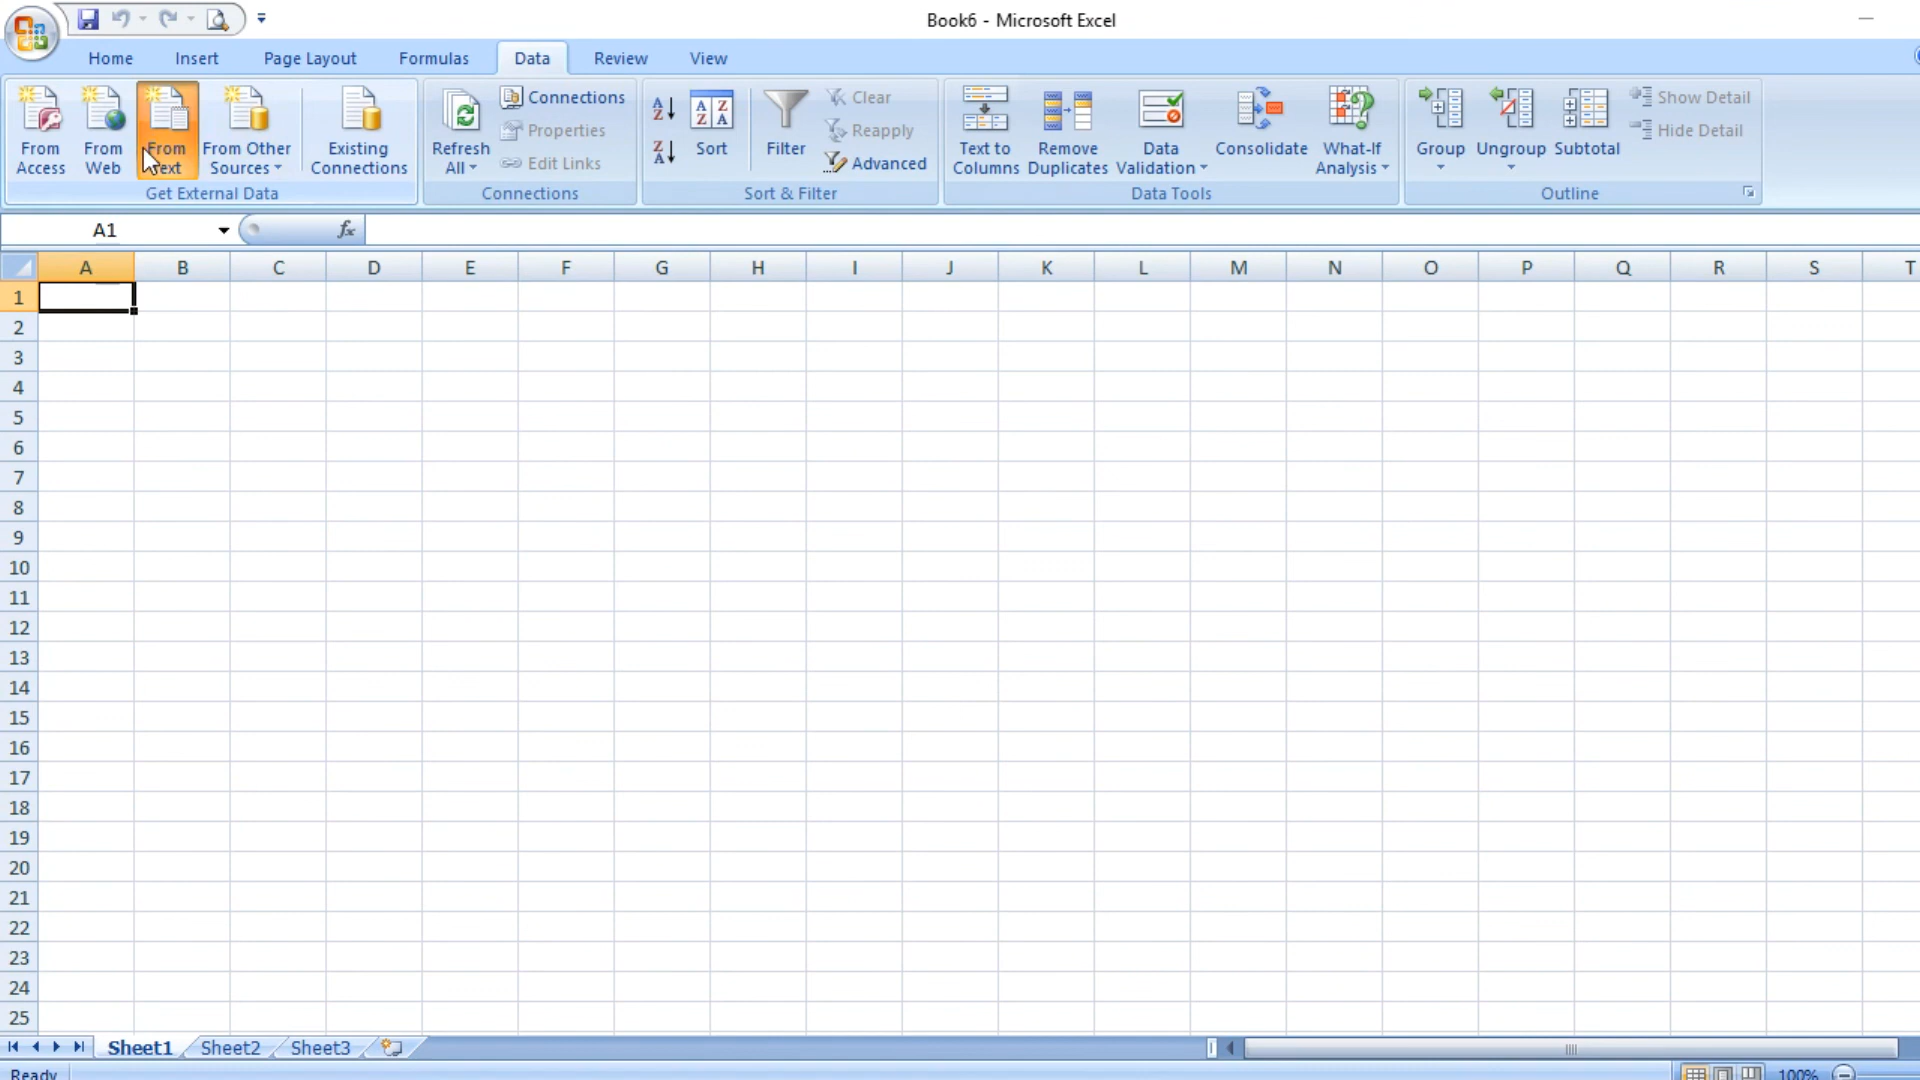 Book6 - Microsoft Excel
Home Insert Page Layout Formulas Data Review View
From Access
From Web
From Text
From Other Sources
Existing Connections
Get External Data
Refresh All
Connections
Properties
Edit Links
Connections
Sort
Filter
Clear
Reapply
Advanced
Sort & Filter
Text to Columns
Remove Duplicates
Data Validation
Consolidate
What-If Analysis
Data Tools
Group
Ungroup
Subtotal
Show Detail
Hide Detail
Outline
A1 fx
A B C D E F G H I J K L M N O P Q R S T
1
2
3
4
5
6
7
8
9
10
11
12
13
14
15
16
17
18
19
20
21
22
23
24
25
Sheet1 Sheet2 Sheet3
Ready 100%